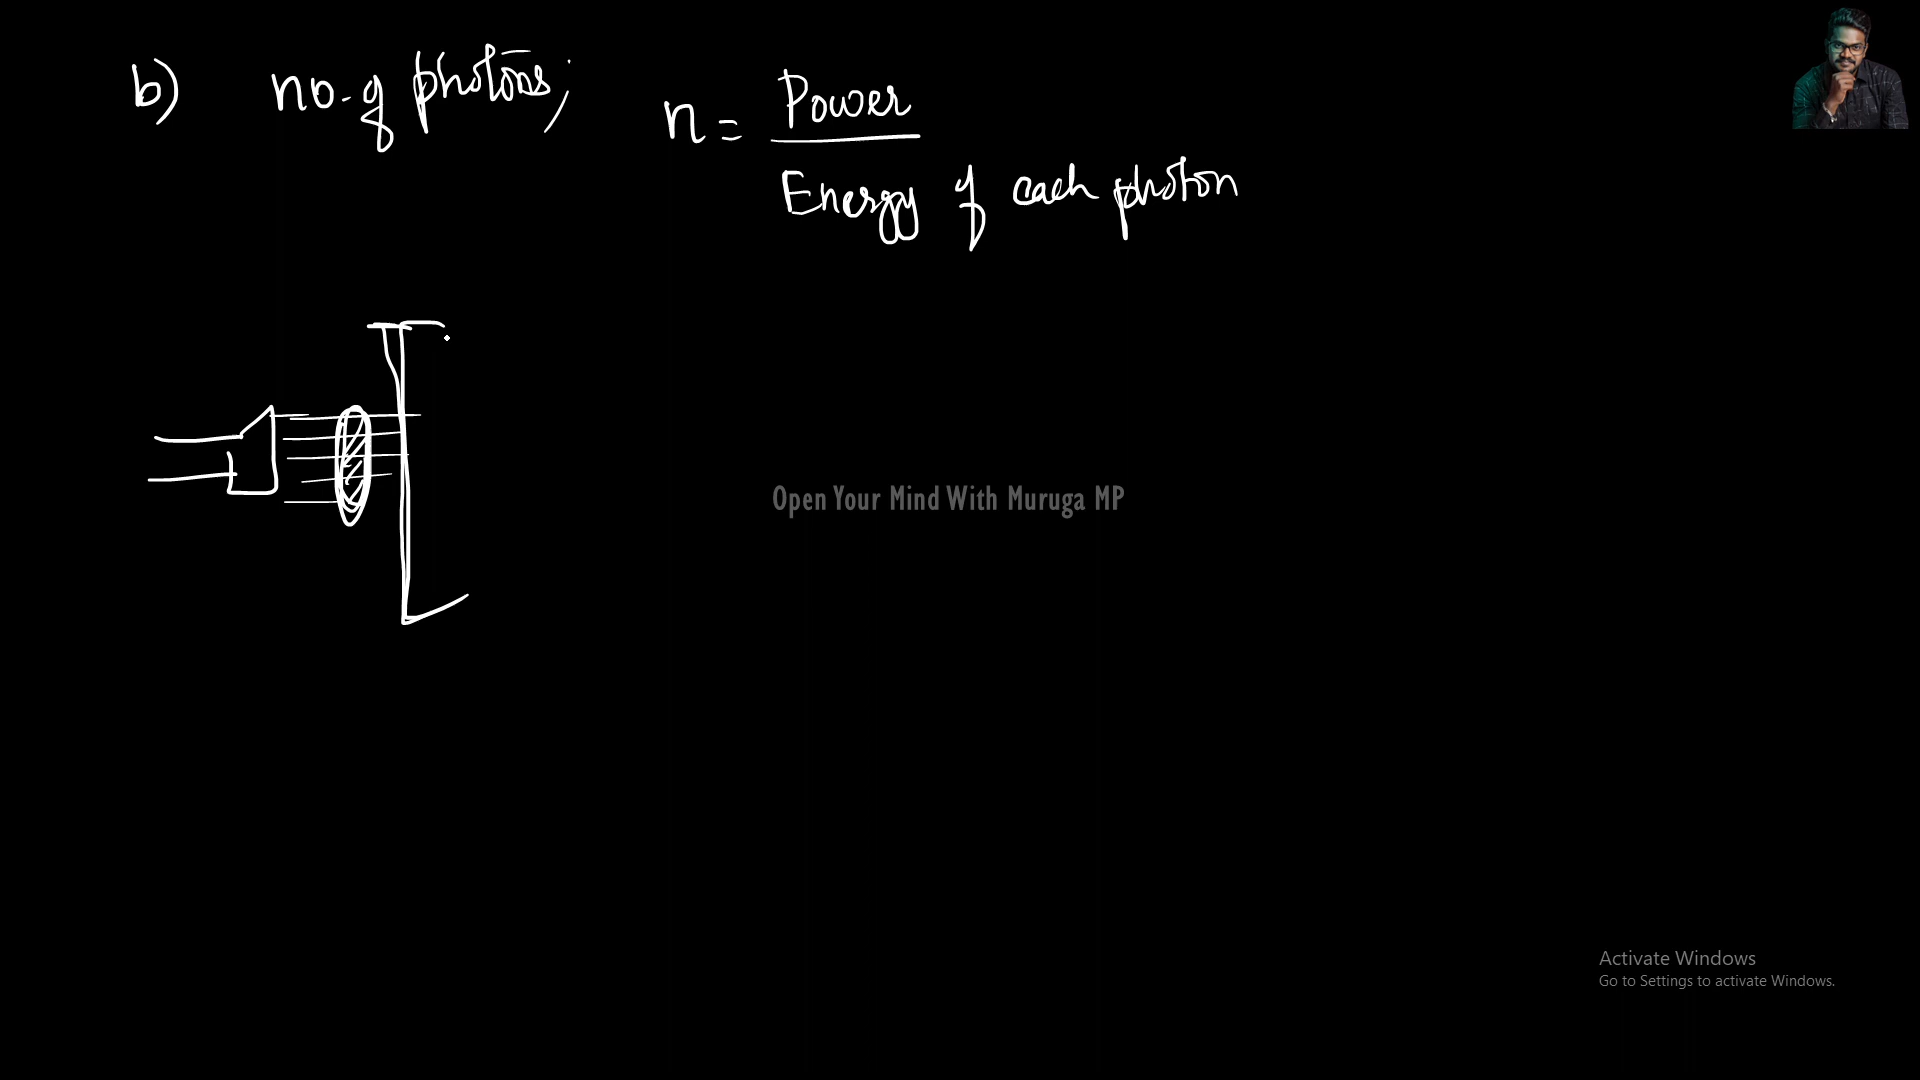 b) no. of photons; n = Power
Energy of each photon
Open Your Mind With Muruga MP
Activate Windows
Go to Settings to activate Windows.